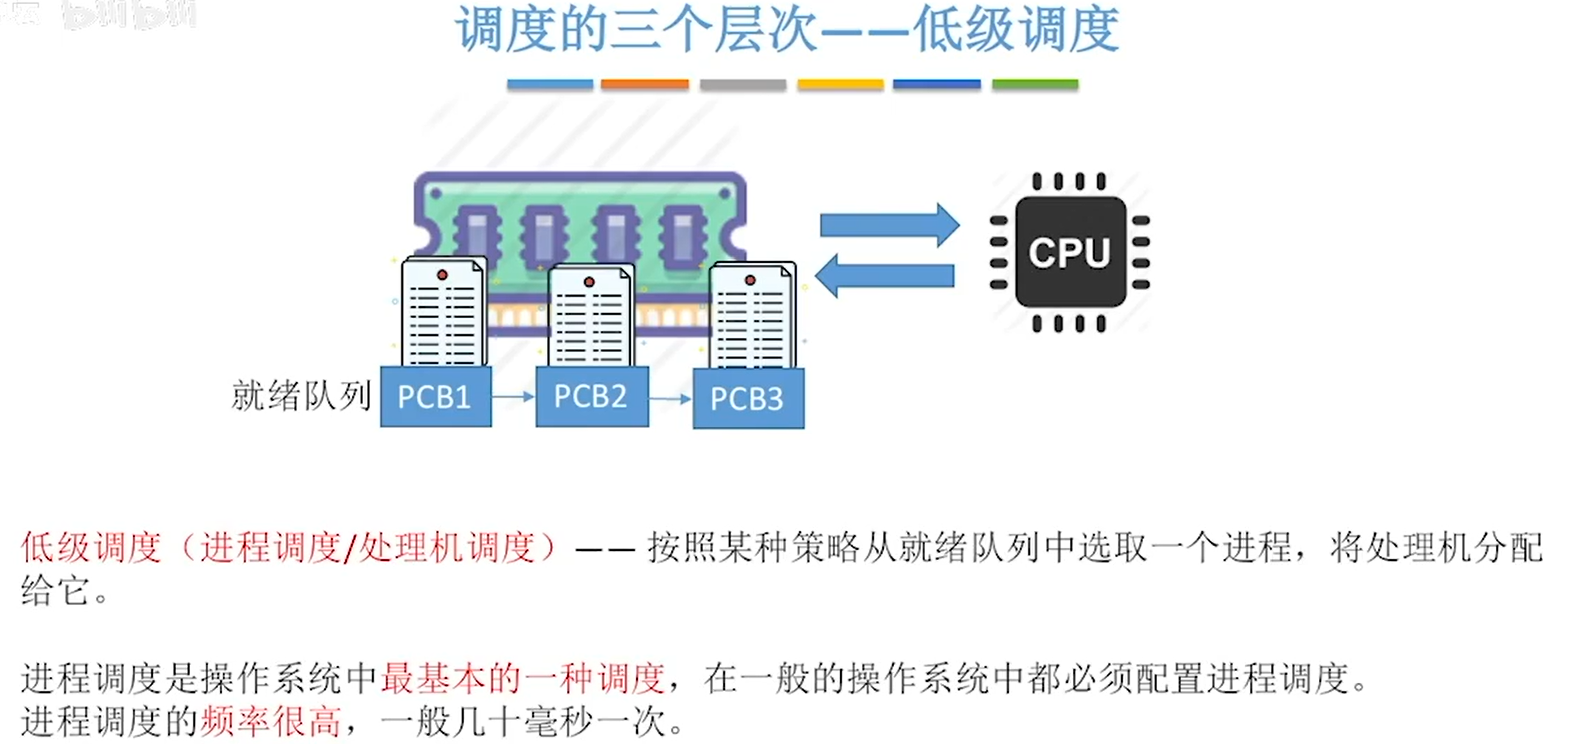 调度的三个层次——低级调度
CPU
就绪队列
PCB1
PCB2
PCB3
低级调度（进程调度/处理机调度）—— 按照某种策略从就绪队列中选取一个进程，将处理机分配
给它。
进程调度是操作系统中最基本的一种调度，在一般的操作系统中都必须配置进程调度。
进程调度的频率很高，一般几十毫秒一次。